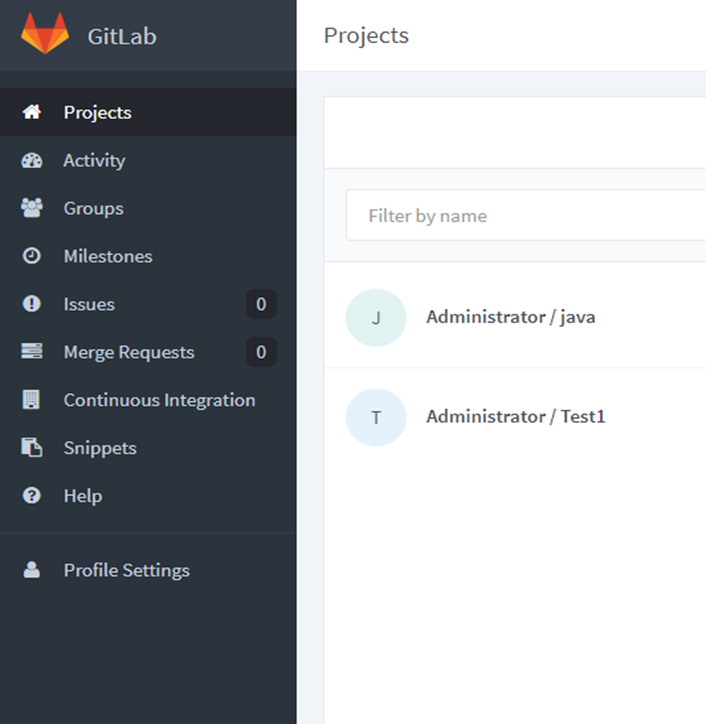 GitLab
Projects
Activity
Groups
Milestones
Issues 0
Merge Requests 0
Continuous Integration
Snippets
Help
Profile Settings
Projects
Filter by name
J Administrator / java
T Administrator / Test1